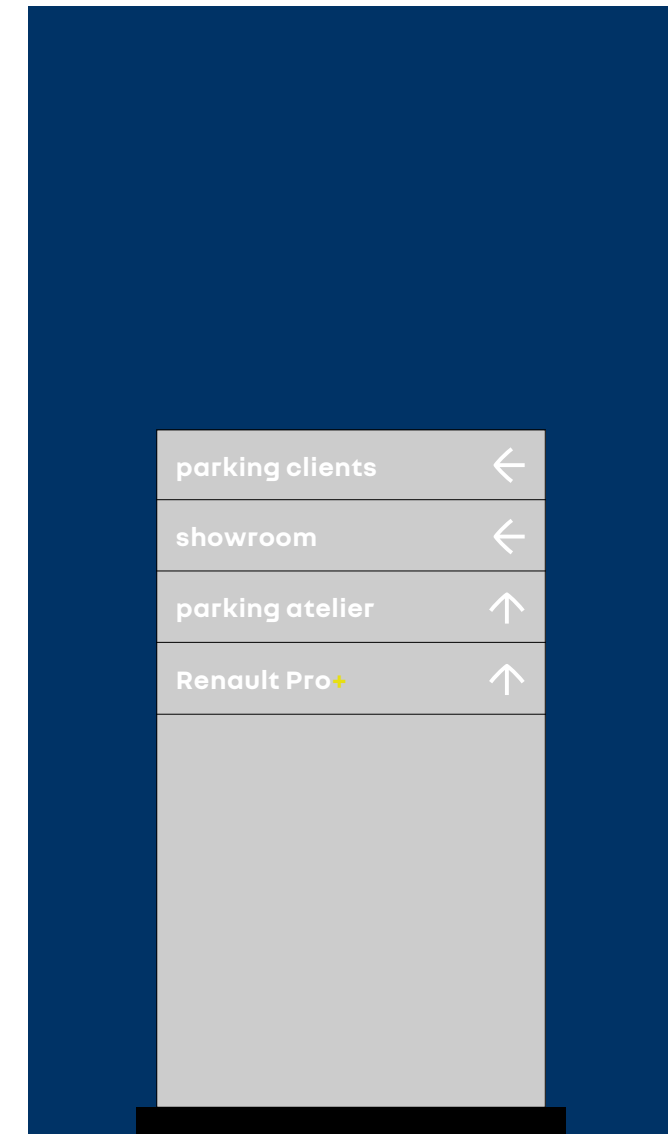 parking clients ←
showroom ←
parking atelier ↑
Renault Pro+ ↑